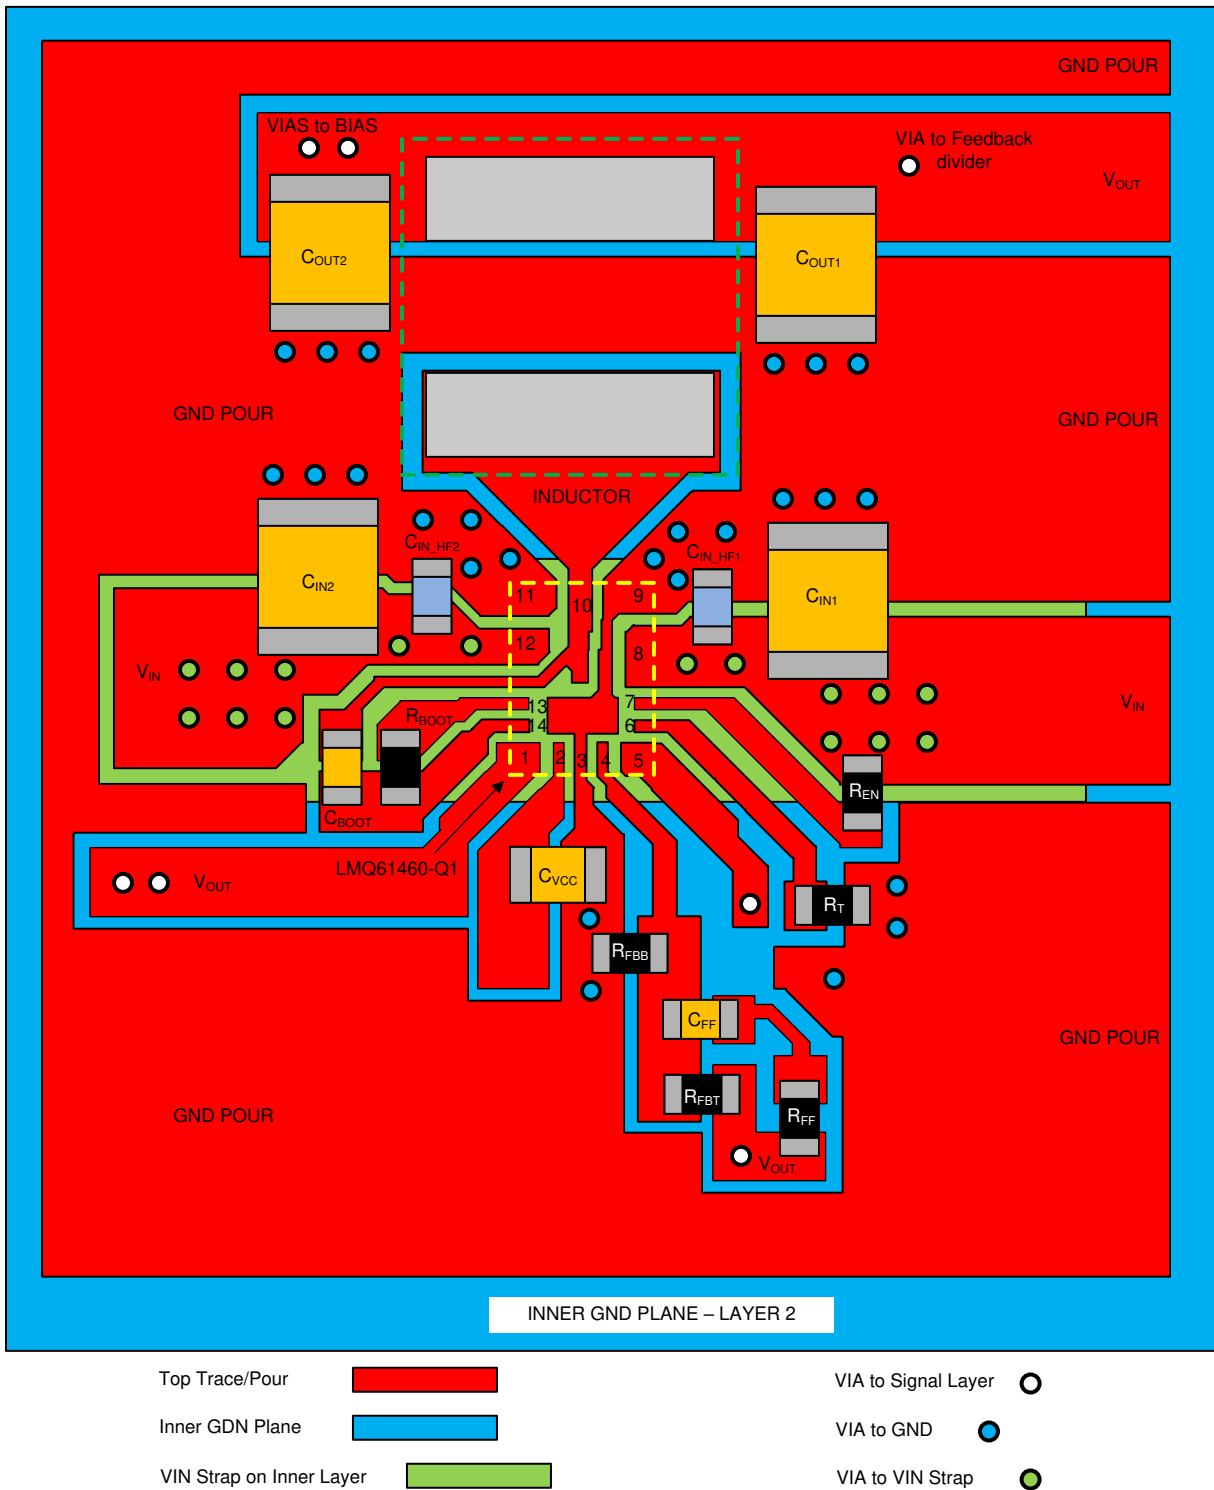 GND POUR
VIAS to BIAS
VIA to Feedback
divider
VOUT
COUT2
COUT1
GND POUR
GND POUR
INDUCTOR
CIN_HF2
CIN_HF1
CIN2
CIN1
11
10
9
12
8
VIN
VIN
13
7
14
6
RBOOT
1
2
3
4
5
REN
CBOOT
LMQ61460-Q1
CVCC
VOUT
RT
RFBB
CFF
GND POUR
RFBT
RFF
GND POUR
VOUT
INNER GND PLANE – LAYER 2
Top Trace/Pour
VIA to Signal Layer
Inner GDN Plane
VIA to GND
VIN Strap on Inner Layer
VIA to VIN Strap